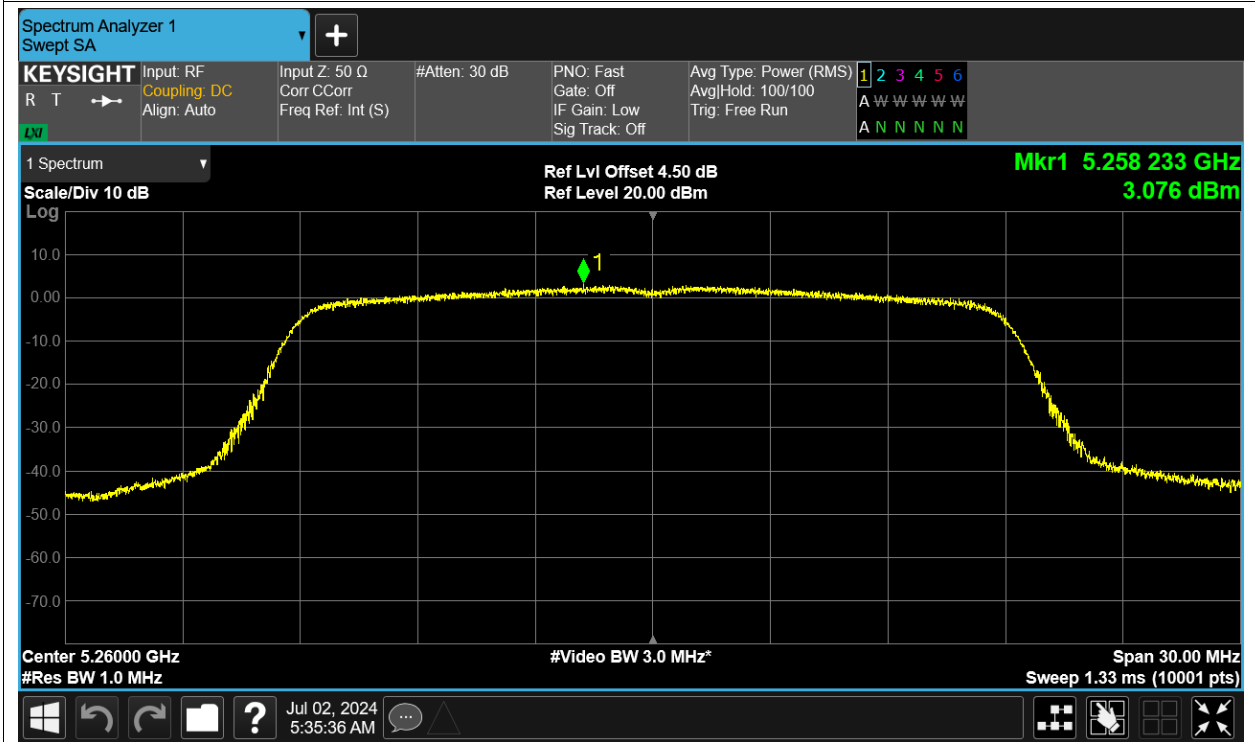 Spectrum Analyzer 1
Swept SA
KEYSIGHT
R T
LXI
Input: RF
Coupling: DC
Align: Auto
Input Z: 50 Ω
Corr CCorr
Freq Ref: Int (S)
#Atten: 30 dB
PNO: Fast
Gate: Off
IF Gain: Low
Sig Track: Off
Avg Type: Power (RMS)
Avg|Hold: 100/100
Trig: Free Run
1 2 3 4 5 6
A W W W W W
A N N N N N
1 Spectrum
Scale/Div 10 dB
Log
Ref Lvl Offset 4.50 dB
Ref Level 20.00 dBm
Mkr1 5.258 233 GHz
3.076 dBm
10.0
1
0.00
-10.0
-20.0
-30.0
-40.0
-50.0
-60.0
-70.0
Center 5.26000 GHz
#Video BW 3.0 MHz*
Span 30.00 MHz
#Res BW 1.0 MHz
Sweep 1.33 ms (10001 pts)
?
Jul 02, 2024
5:35:36 AM